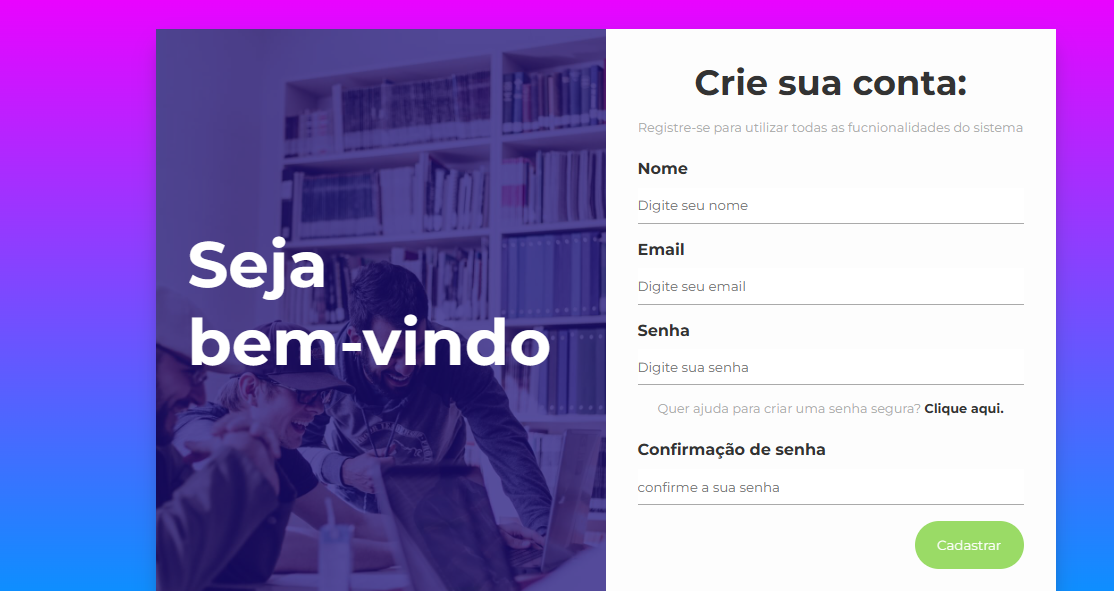 Seja
bem-vindo
Crie sua conta:
Registre-se para utilizar todas as fucnionalidades do sistema
Nome
Digite seu nome
Email
Digite seu email
Senha
Digite sua senha
Quer ajuda para criar uma senha segura? Clique aqui.
Confirmação de senha
confirme a sua senha
Cadastrar